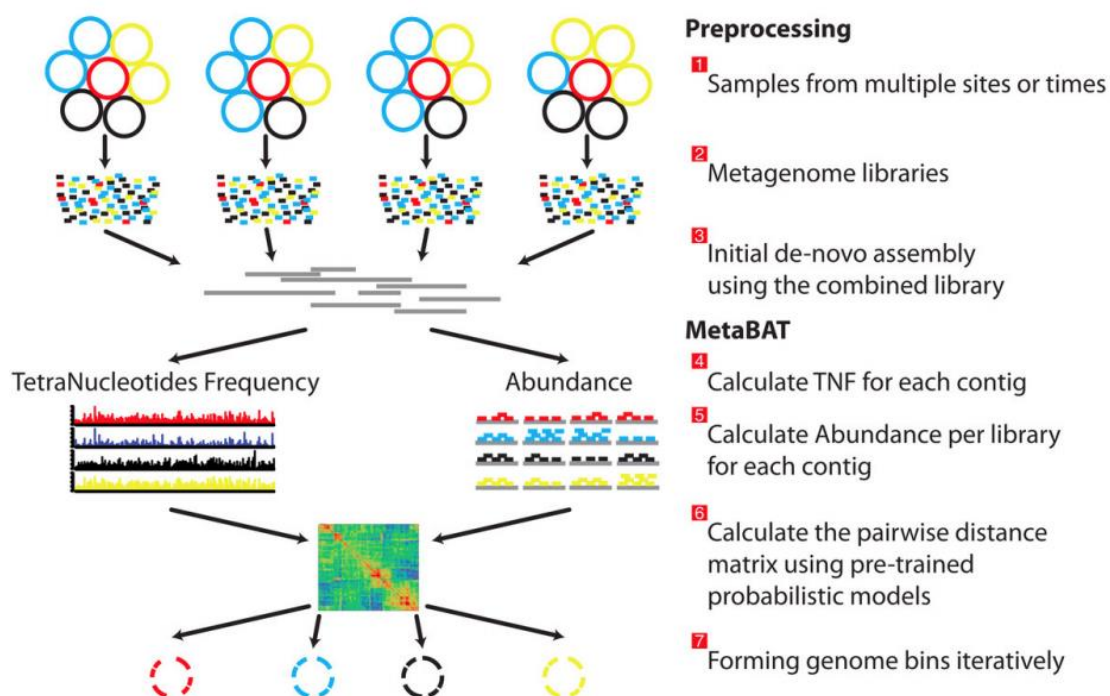 Preprocessing
1
Samples from multiple sites or times
2
Metagenome libraries
3
Initial de-novo assembly
using the combined library
MetaBAT
4
Calculate TNF for each contig
5
Calculate Abundance per library
for each contig
6
Calculate the pairwise distance
matrix using pre-trained
probabilistic models
7
Forming genome bins iteratively
TetraNucleotides Frequency
Abundance